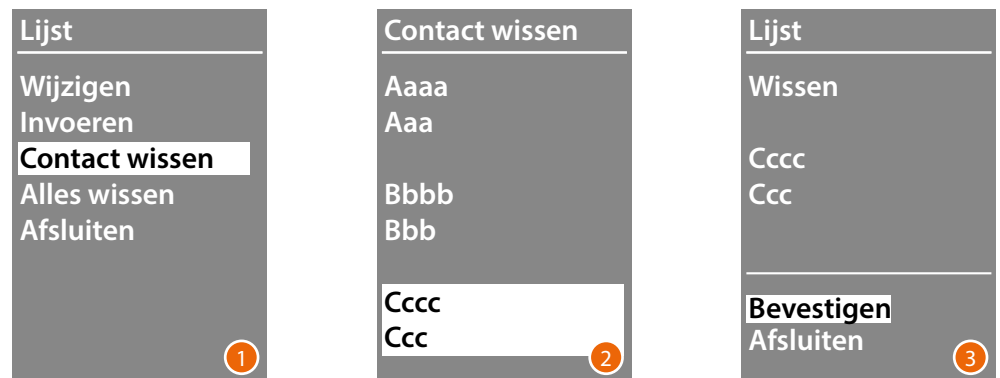 Lijst
Wijzigen
Invoeren
Contact wissen
Alles wissen
Afsluiten
1
Contact wissen
Aaaa
Aaa
Bbbb
Bbb
Cccc
Ccc
2
Lijst
Wissen
Cccc
Ccc
Bevestigen
Afsluiten
3